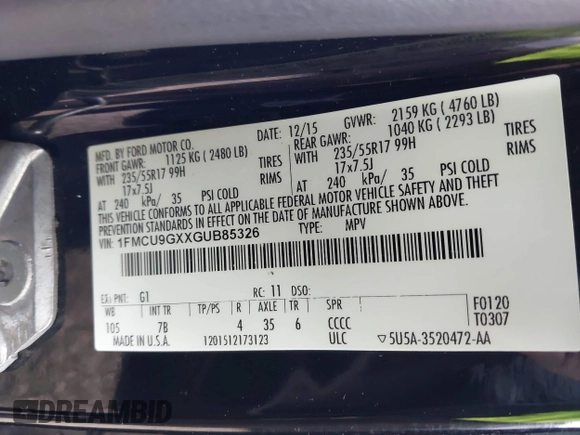 MFD. BY FORD MOTOR CO.
DATE: 12/15 GVWR: 2159 KG ( 4760 LB)
FRONT GAWR: 1125 KG ( 2480 LB) REAR GAWR: 1040 KG ( 2293 LB)
WITH 235/55R17 99H TIRES WITH 235/55R17 99H TIRES
17x7.5J RIMS 17x7.5J RIMS
AT 240 kPa/ 35 PSI COLD AT 240 kPa/ 35 PSI COLD
THIS VEHICLE CONFORMS TO ALL APPLICABLE FEDERAL MOTOR VEHICLE SAFETY AND THEFT
PREVENTION STANDARDS IN EFFECT ON THE DATE OF MANUFACTURE SHOWN ABOVE.
VIN: 1FMCU9GXXGUB85326 TYPE: MPV
EXT PNT: G1 RC: 11 DSO:
WB INT TR TP/PS R AXLE TR SPR F0120
105 7B 4 35 6 CCCC T0307
MADE IN U.S.A. 1201512173123 ULC ▽5U5A-3520472-AA
DREAMBID